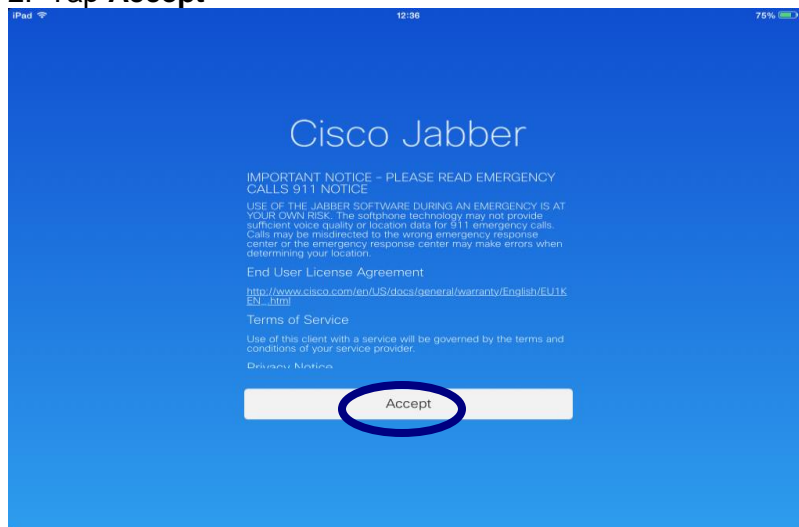 2. Tap Accept
iPad 12:36 75%
Cisco Jabber
IMPORTANT NOTICE – PLEASE READ EMERGENCY
CALLS 911 NOTICE
USE OF THE JABBER SOFTWARE DURING AN EMERGENCY IS AT
YOUR OWN RISK. The softphone technology may not provide
sufficient voice quality or location data for 911 emergency calls.
Calls may be misdirected to the wrong emergency response
center or the emergency response center may make errors when
determining your location.
End User License Agreement
http://www.cisco.com/en/US/docs/general/warranty/English/EU1K
EN_.html
Terms of Service
Use of this client with a service will be governed by the terms and
conditions of your service provider.
Privacy Notice
Accept